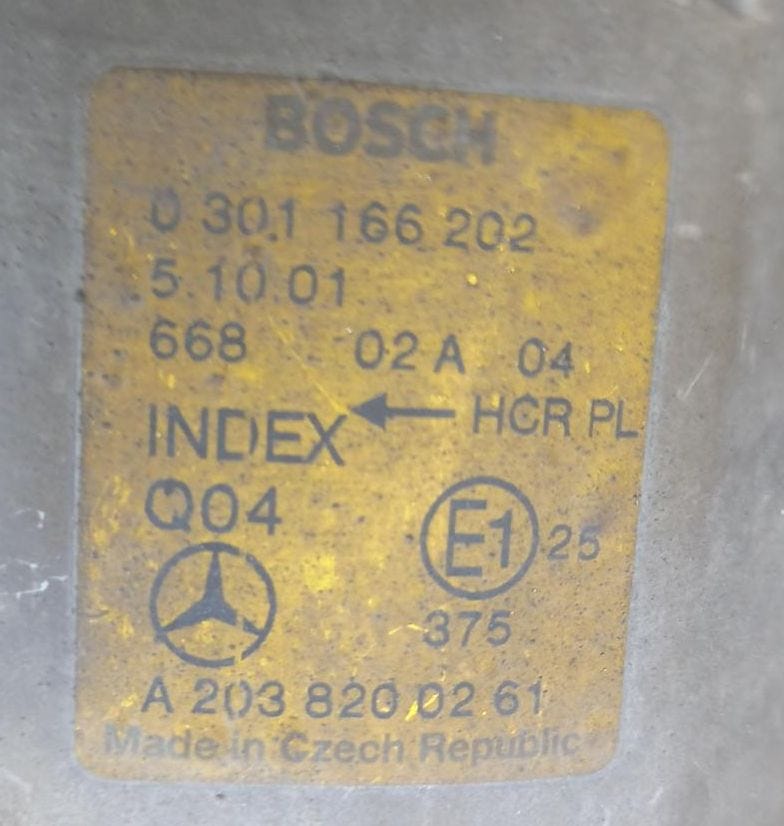 BOSCH
0 301 166 202
5.10.01
668 02 A 04
INDEX ← HCR PL
Q04
E1 25
375
A 203 820 02 61
Made in Czech Republic